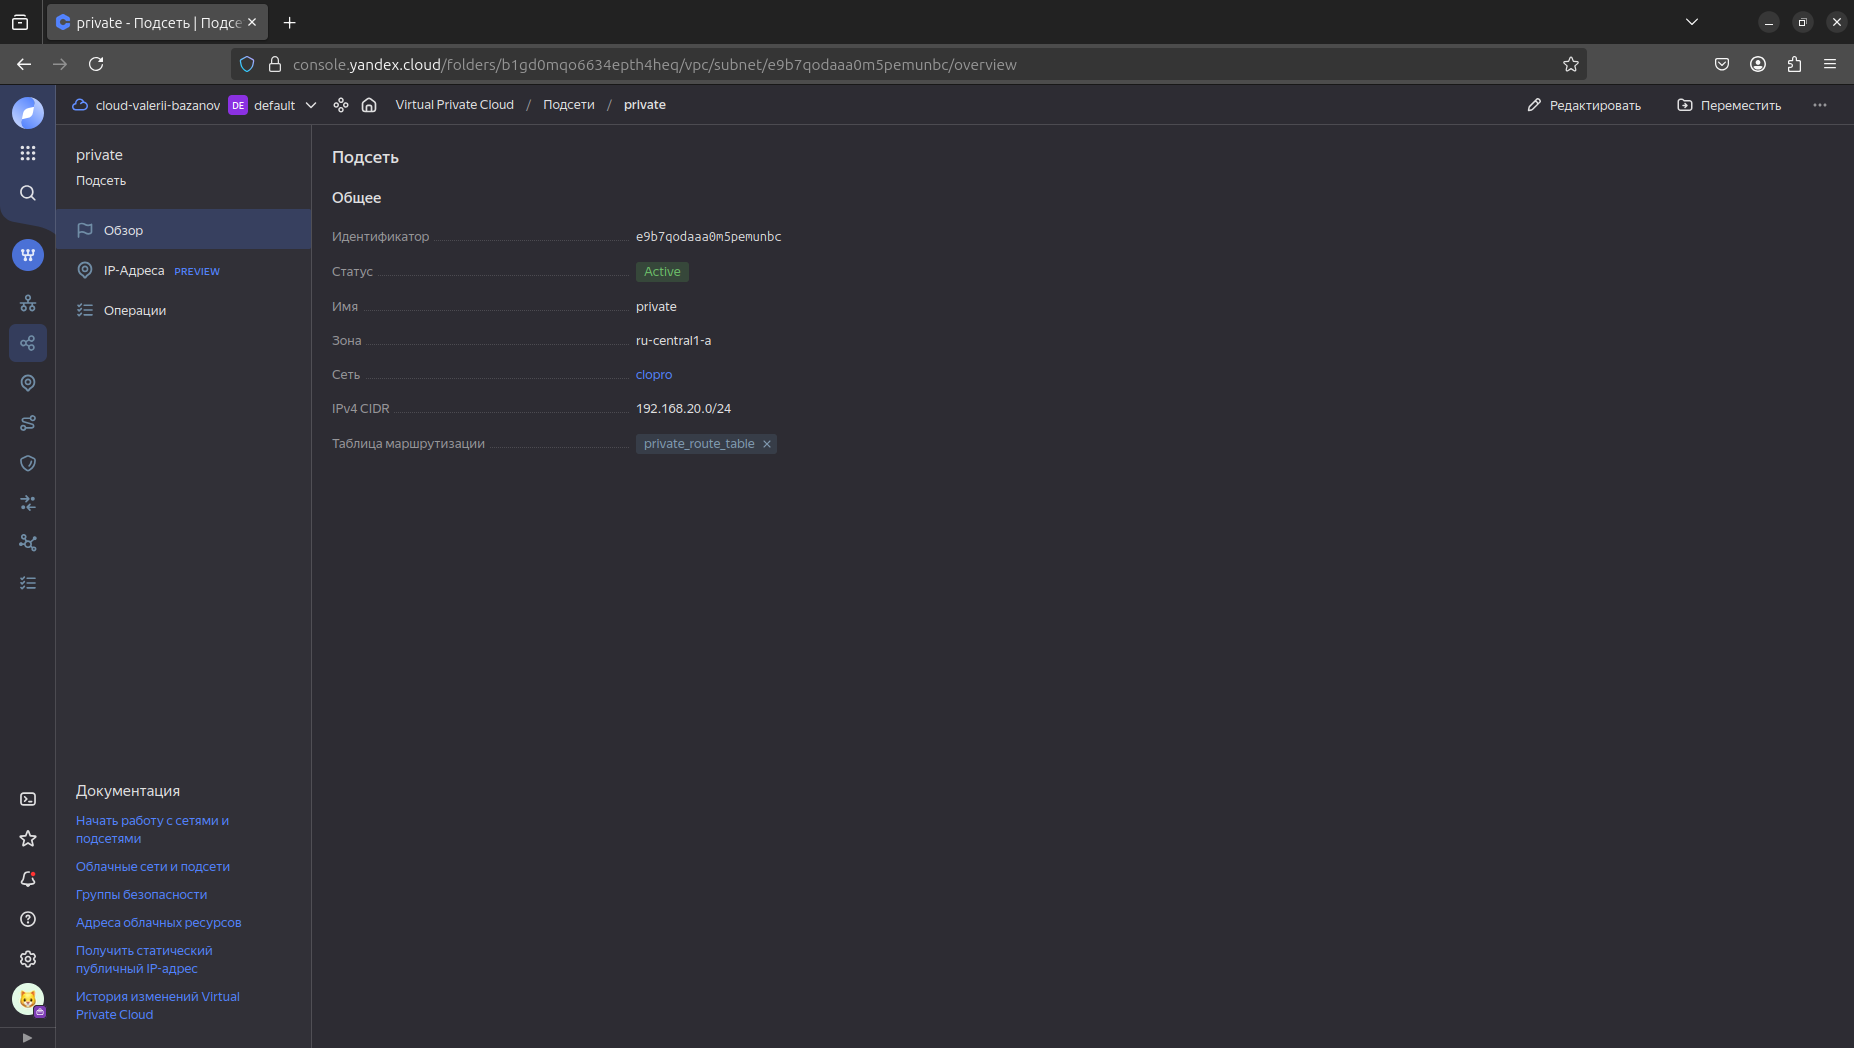 private - Подсеть | Подсе
console.yandex.cloud/folders/b1gd0mqo6634epth4heq/vpc/subnet/e9b7qodaaa0m5pemunbc/overview
cloud-valerii-bazanov DE default Virtual Private Cloud / Подсети / private Редактировать Переместить
private
Подсеть
Обзор
IP-Адреса PREVIEW
Операции
Подсеть
Общее
Идентификатор e9b7qodaaa0m5pemunbc
Статус Active
Имя private
Зона ru-central1-a
Сеть clopro
IPv4 CIDR 192.168.20.0/24
Таблица маршрутизации private_route_table
Документация
Начать работу с сетями и
подсетями
Облачные сети и подсети
Группы безопасности
Адреса облачных ресурсов
Получить статический
публичный IP-адрес
История изменений Virtual
Private Cloud